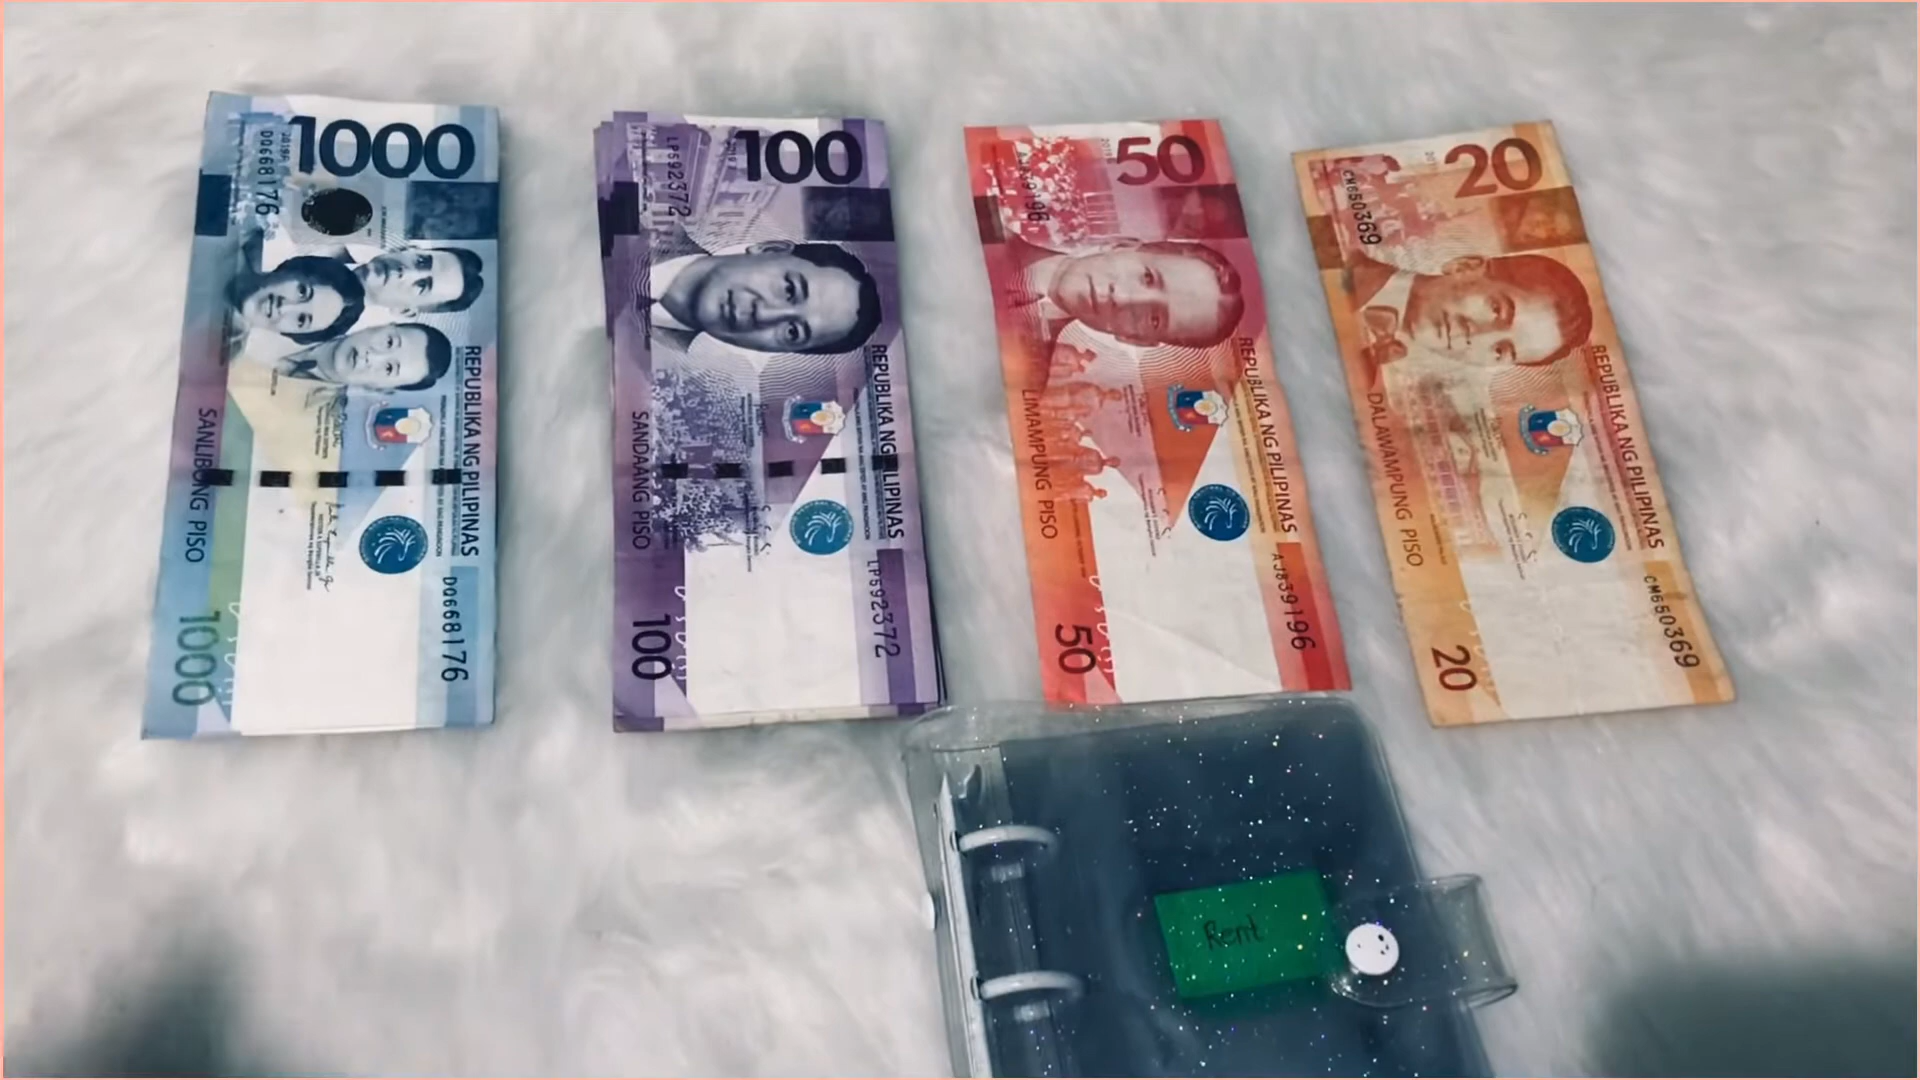 1000
D0668176
REPUBLIKA NG PILIPINAS
SANLIBONG PISO
D0668176
1000
100
LP592372
REPUBLIKA NG PILIPINAS
SANDAANG PISO
LP592372
100
50
REPUBLIKA NG PILIPINAS
LIMAMPUNG PISO
AJ839196
50
20
CM650369
REPUBLIKA NG PILIPINAS
DALAWAMPUNG PISO
CM650369
20
Rent